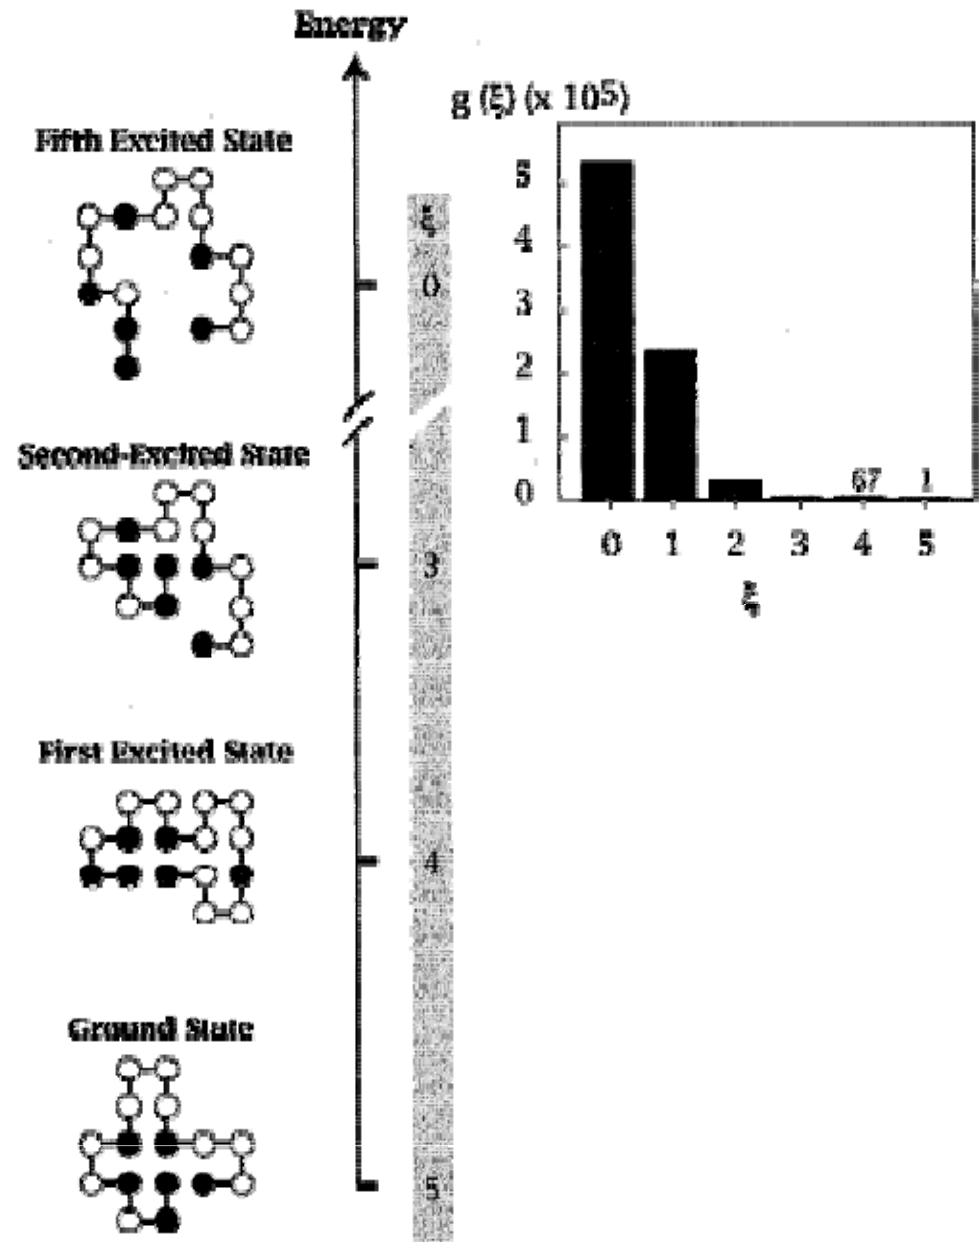 Energy
g (ξ) (x 10⁵)
Fifth Excited State
5
4
3
2
1
0
67
1
0 1 2 3 4 5
ξ
ξ
0
Second-Excited State
3
First Excited State
4
Ground State
5